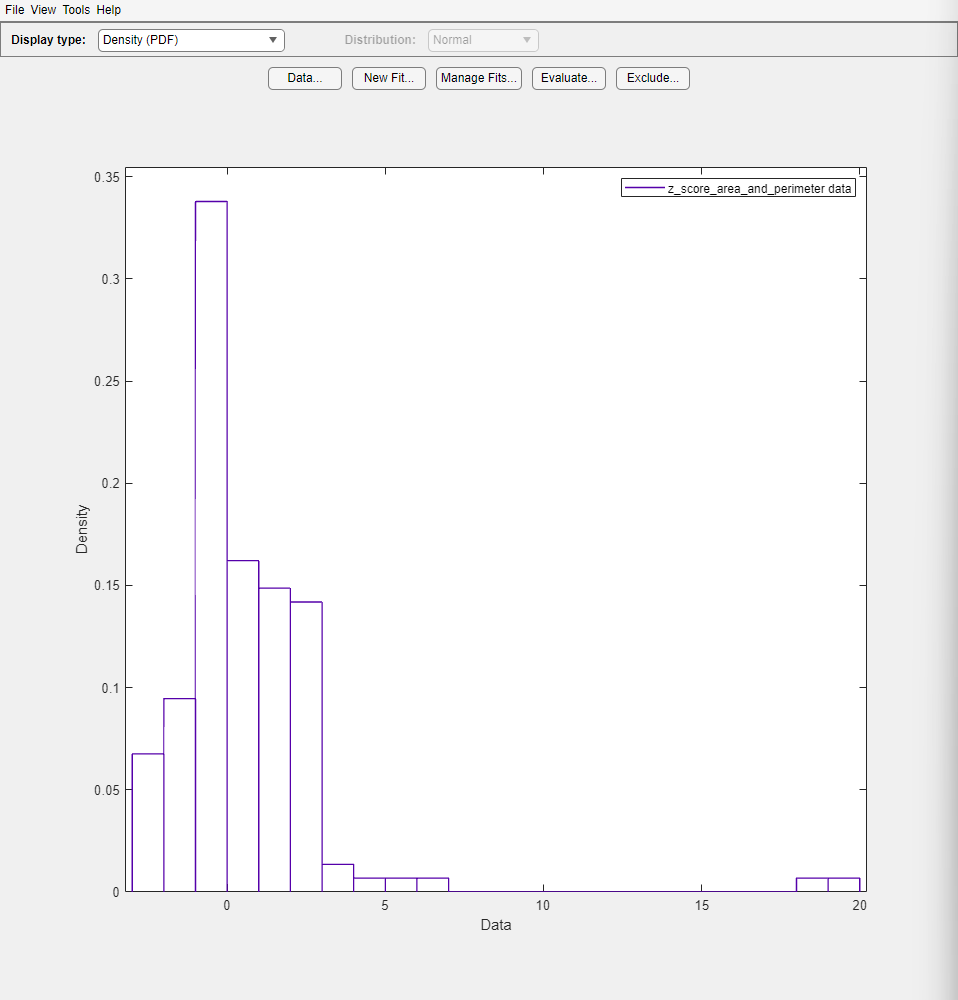 File View Tools Help
Display type: Density (PDF) Distribution: Normal
Data... New Fit... Manage Fits... Evaluate... Exclude...
z_score_area_and_perimeter data
0.35
0.3
0.25
0.2
0.15
0.1
0.05
0
Density
0 5 10 15 20
Data